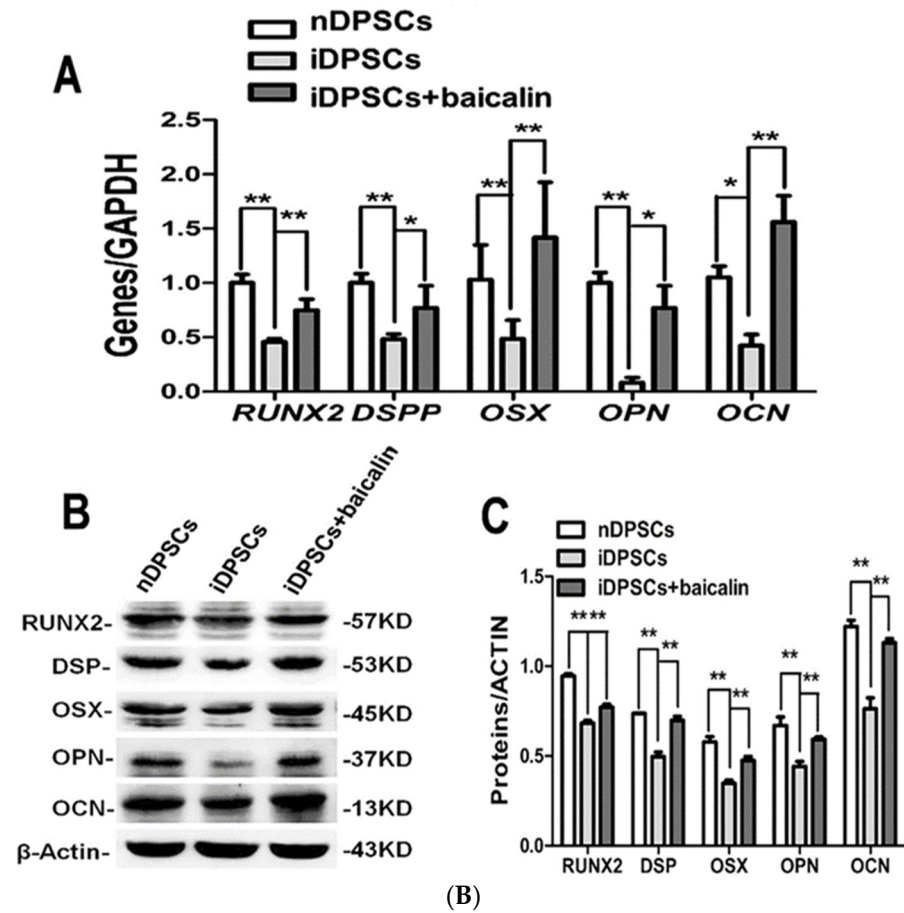 A
nDPSCs
iDPSCs
iDPSCs+baicalin
Genes/GAPDH
2.5
2.0
1.5
1.0
0.5
0.0
** ** ** * ** ** ** * * **
RUNX2 DSPP OSX OPN OCN
B
nDPSCs iDPSCs iDPSCs+baicalin
RUNX2- -57KD
DSP- -53KD
OSX- -45KD
OPN- -37KD
OCN- -13KD
β-Actin- -43KD
C
nDPSCs
iDPSCs
iDPSCs+baicalin
Proteins/ACTIN
1.5
1.0
0.5
0.0
** ** ** ** ** ** ** ** ** **
RUNX2 DSP OSX OPN OCN
(B)